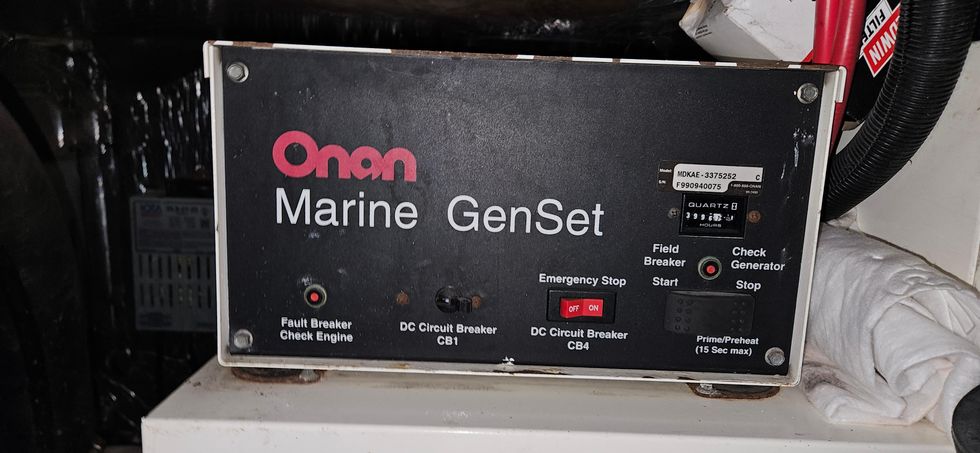 Onan
Marine GenSet
Model MDKAE-3375252 C
S/N F990940075
QUARTZ
HOURS
Field
Breaker
Check
Generator
Start
Stop
Prime/Preheat
(15 Sec max)
Emergency Stop
OFF ON
DC Circuit Breaker
CB4
DC Circuit Breaker
CB1
Fault Breaker
Check Engine